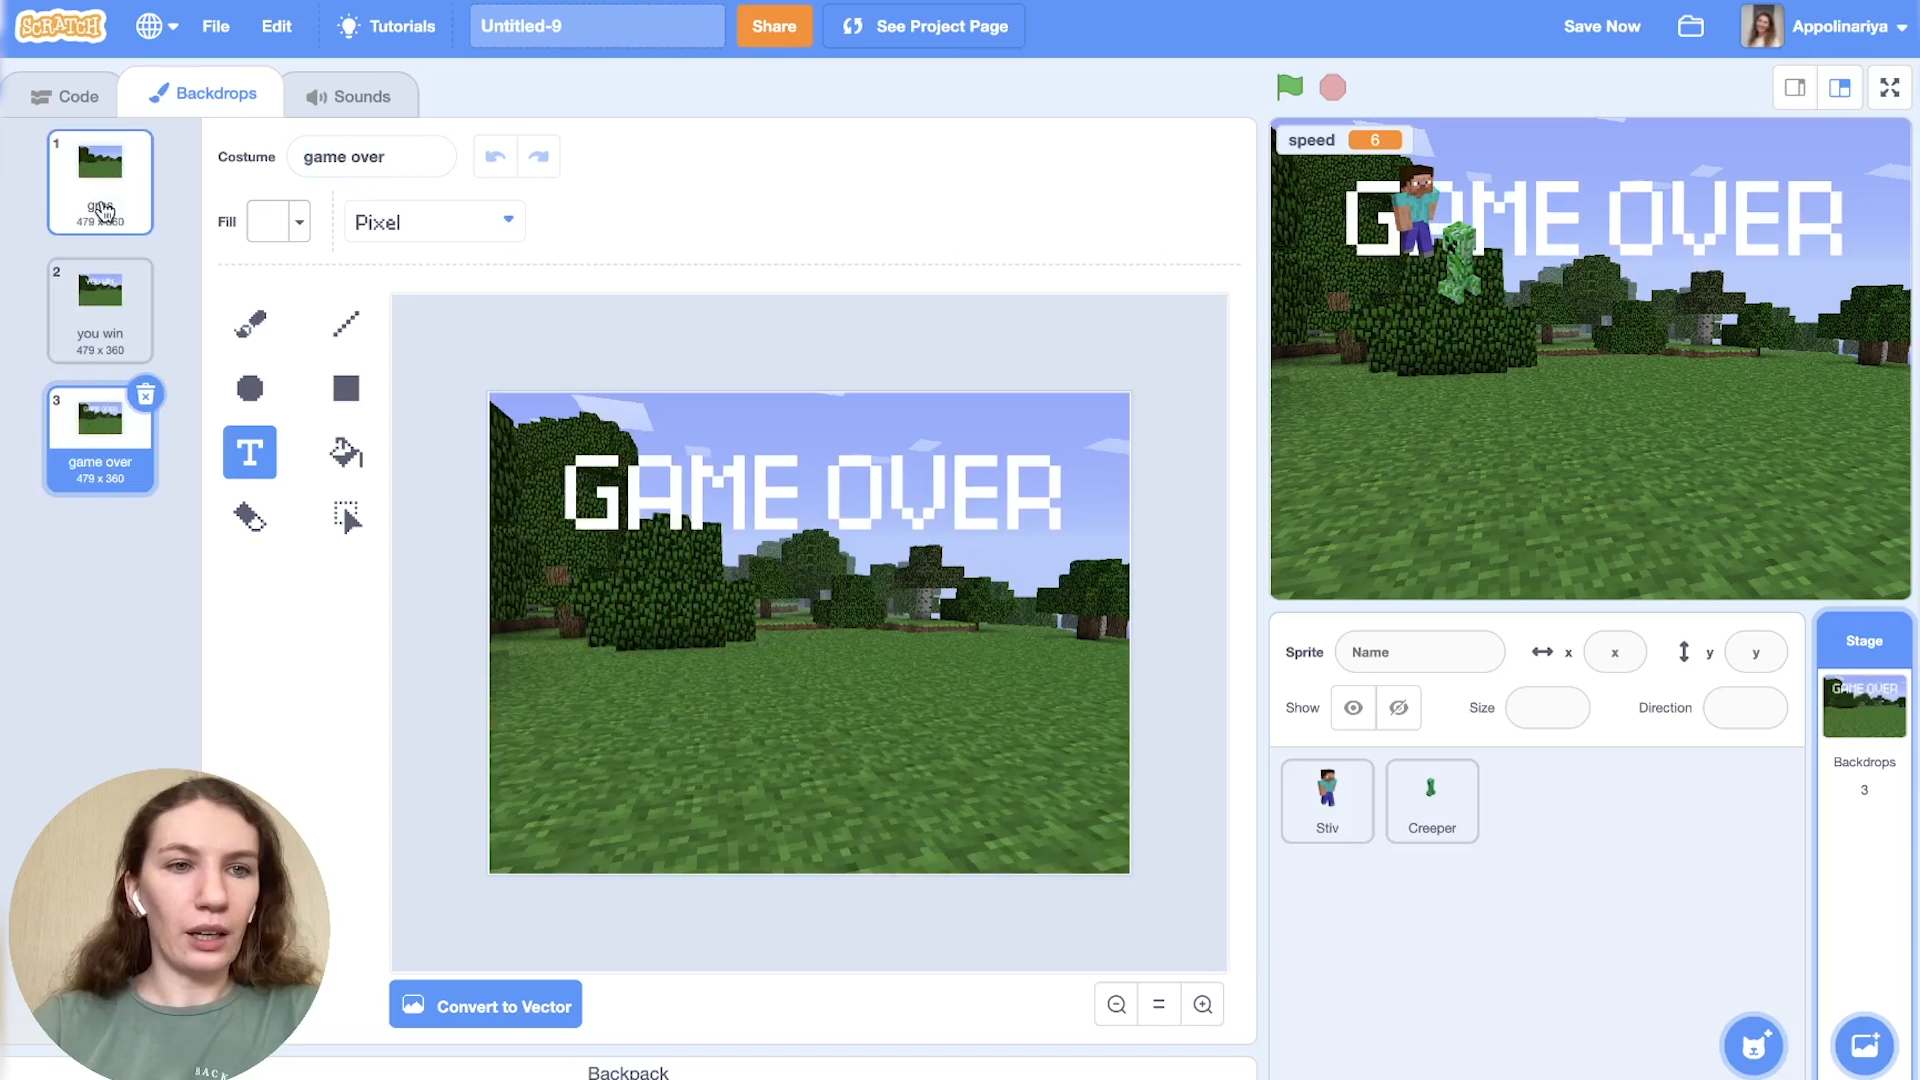 SCRATCH
File
Edit
Tutorials
Untitled-9
Share
See Project Page
Save Now
Appolinariya
Code
Backdrops
Sounds
1
479 x 360
2
you win
479 x 360
3
game over
479 x 360
Costume
game over
Fill
Pixel
T
GAME OVER
Convert to Vector
=
Backpack
speed
6
GAME OVER
Sprite
Name
x
x
y
y
Show
Size
Direction
Stiv
Creeper
Stage
GAME OVER
Backdrops
3
BACK